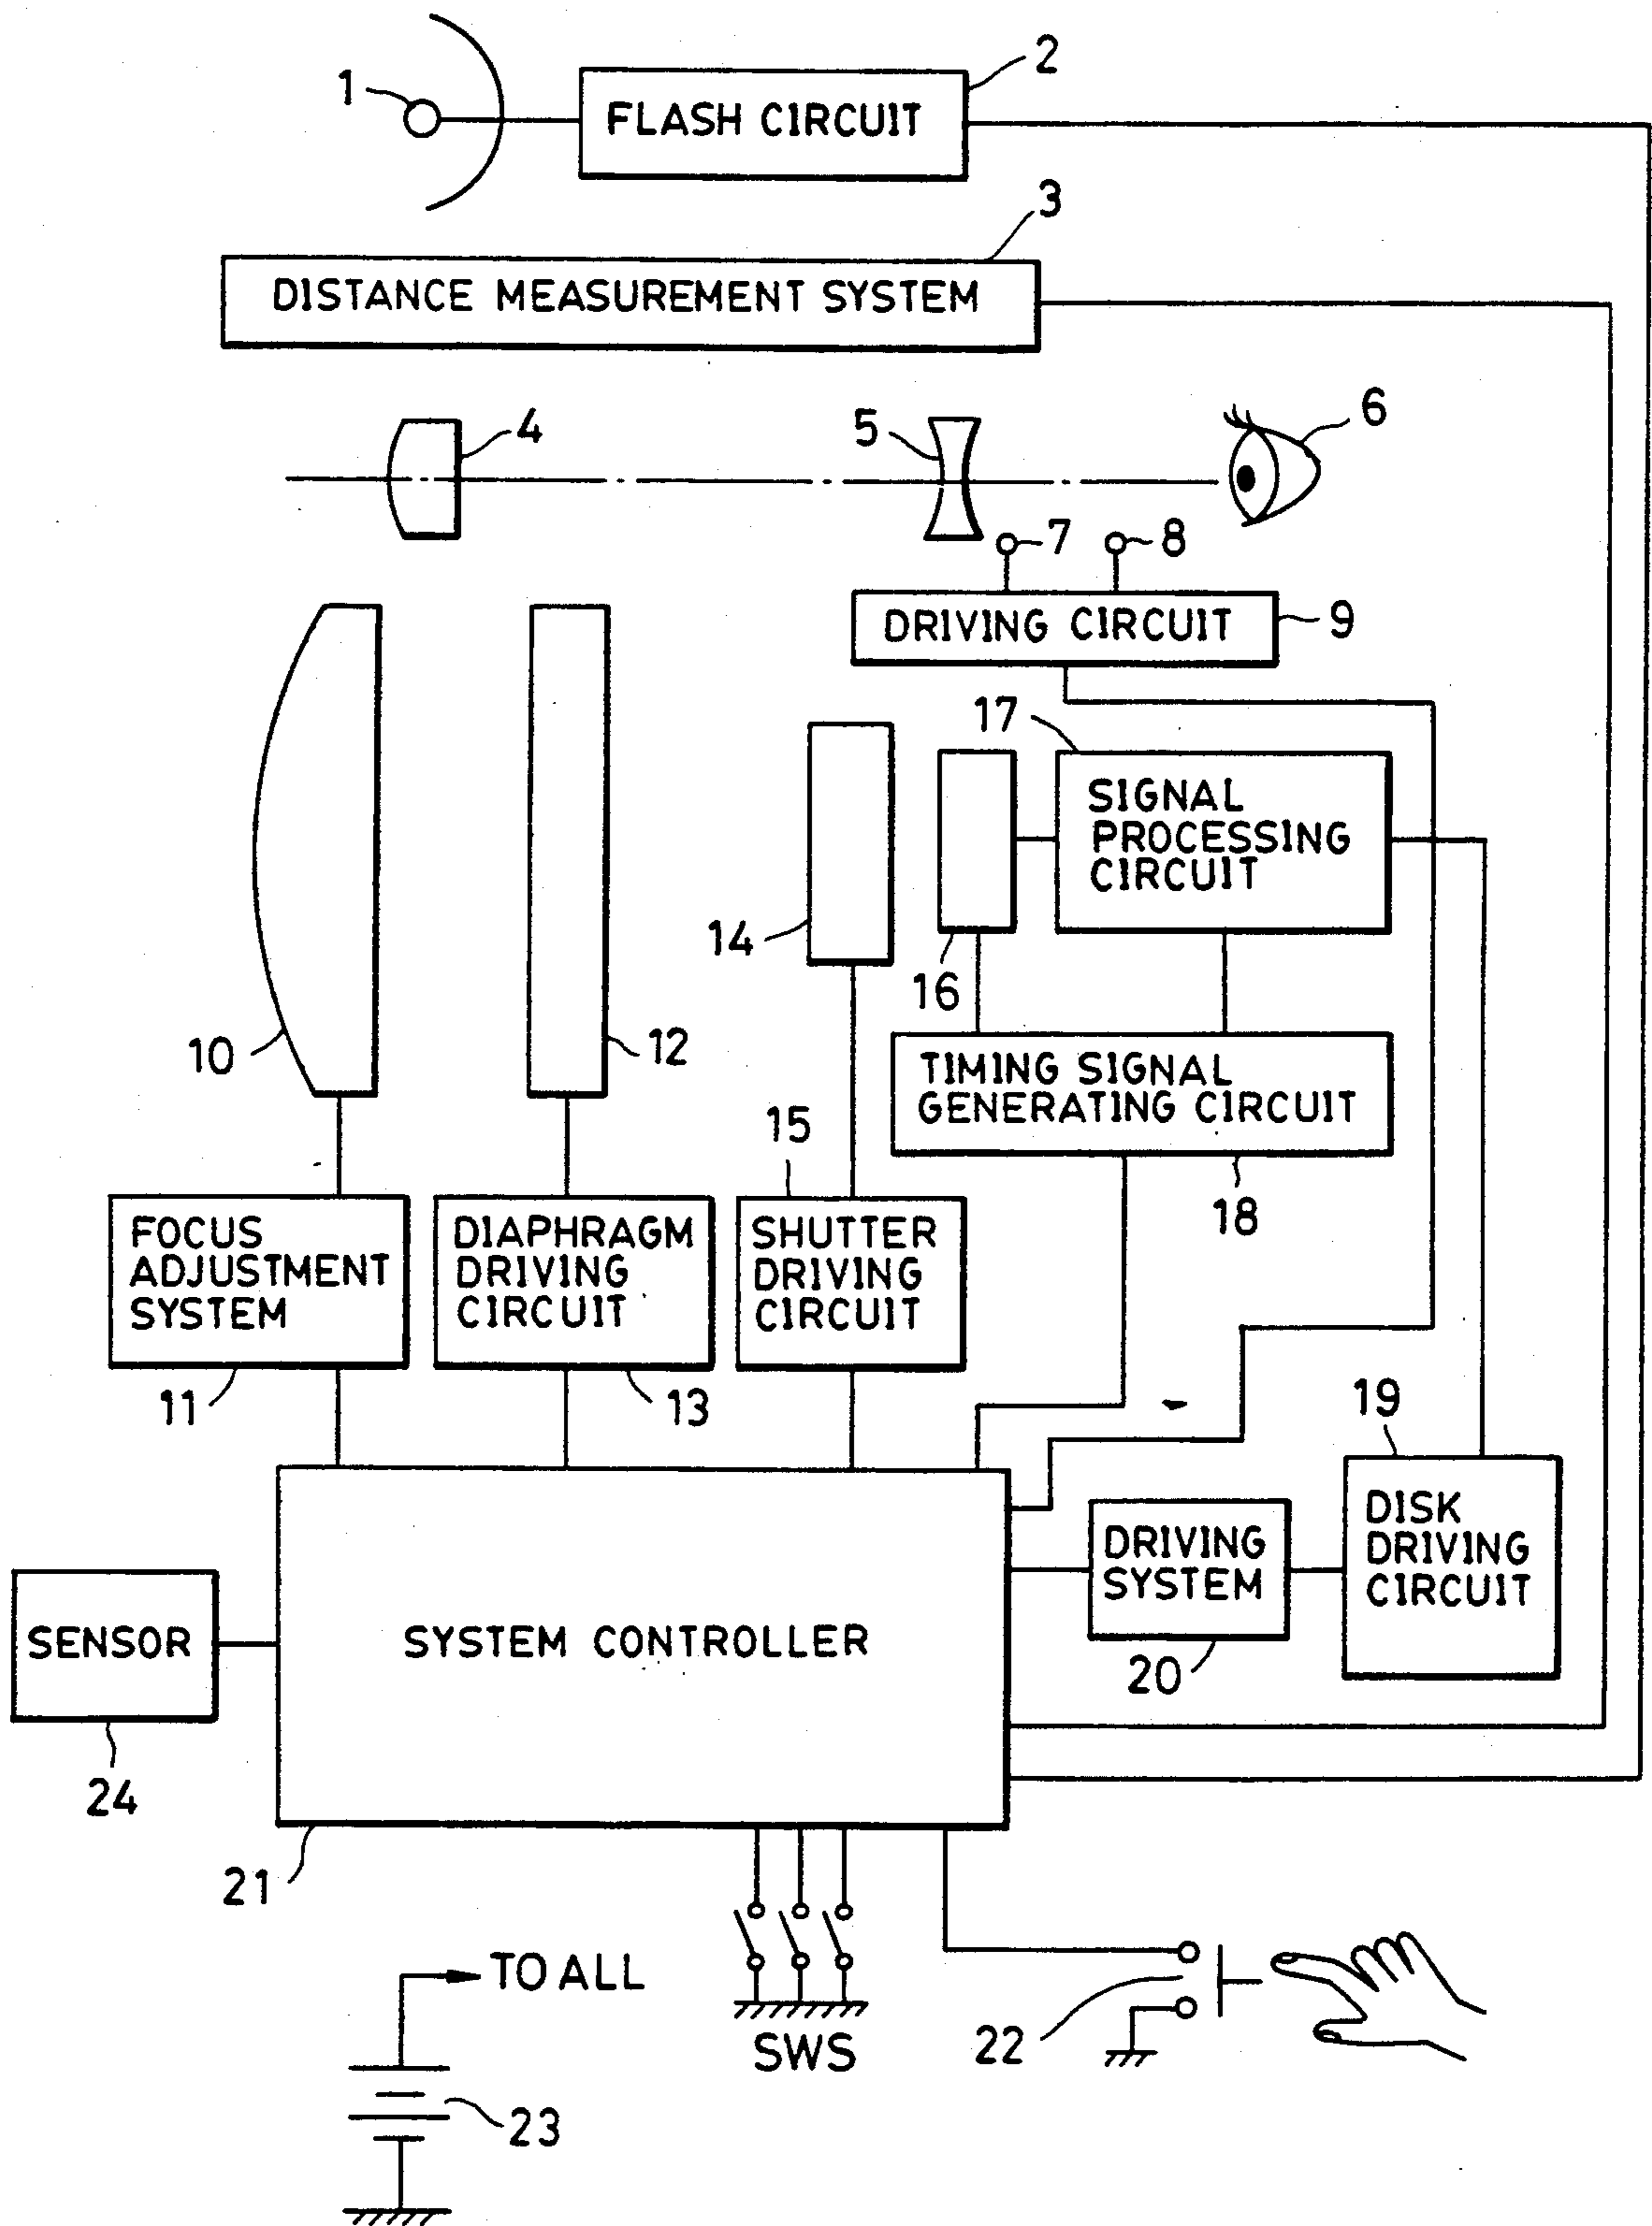 1
2
FLASH CIRCUIT
3
DISTANCE MEASUREMENT SYSTEM
4
5
6
7
8
DRIVING CIRCUIT
9
17
SIGNAL
PROCESSING
CIRCUIT
14
16
10
12
TIMING SIGNAL
GENERATING CIRCUIT
15
18
FOCUS
ADJUSTMENT
SYSTEM
DIAPHRAGM
DRIVING
CIRCUIT
SHUTTER
DRIVING
CIRCUIT
11
13
19
DISK
DRIVING
CIRCUIT
DRIVING
SYSTEM
20
SENSOR
SYSTEM CONTROLLER
24
21
TO ALL
SWS
22
23